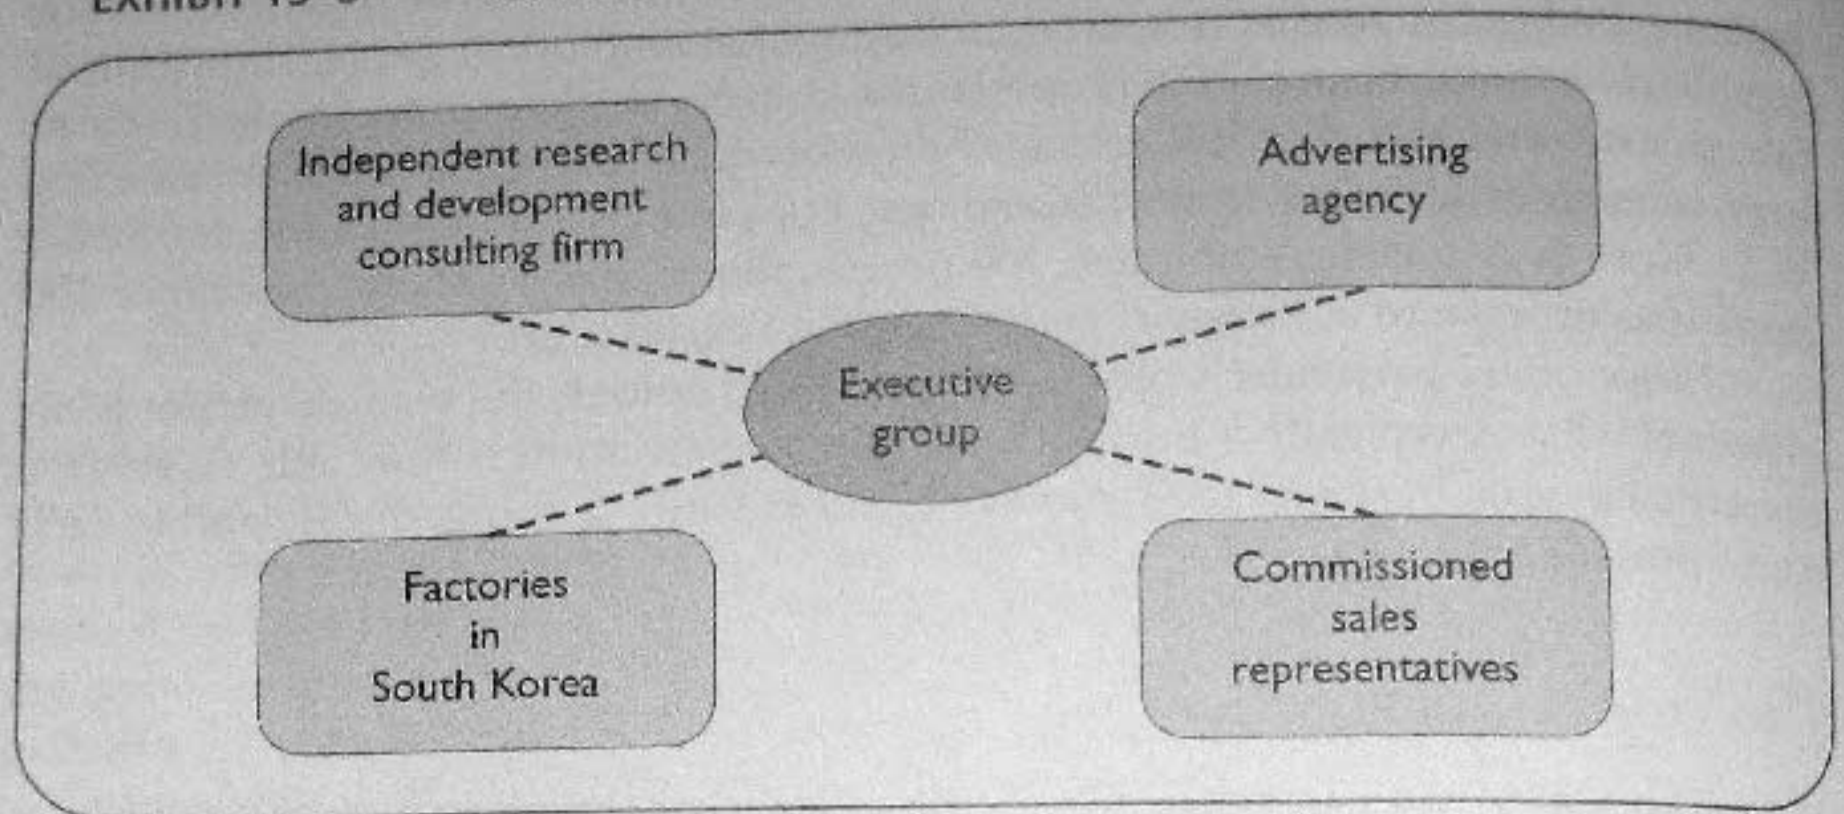 Independent research
and development
consulting firm
Advertising
agency
Executive
group
Factories
in
South Korea
Commissioned
sales
representatives